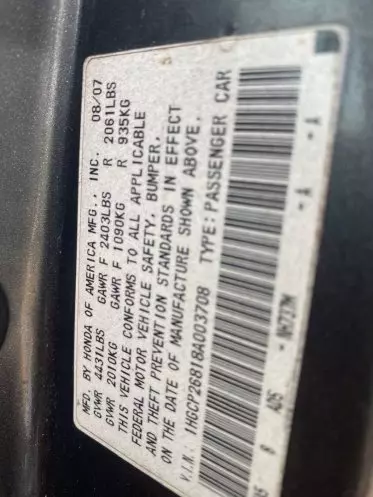 MFD. BY HONDA OF AMERICA MFG., INC. 08/07
GVWR 4431LBS GAWR F 2403LBS R 2061LBS
GVWR 2010KG GAWR F 1090KG R 935KG
THIS VEHICLE CONFORMS TO ALL APPLICABLE
FEDERAL MOTOR VEHICLE SAFETY, BUMPER,
AND THEFT PREVENTION STANDARDS IN EFFECT
ON THE DATE OF MANUFACTURE SHOWN ABOVE.
V.I.N.: 1HGCP26818A003708 TYPE: PASSENGER CAR
-A
-A